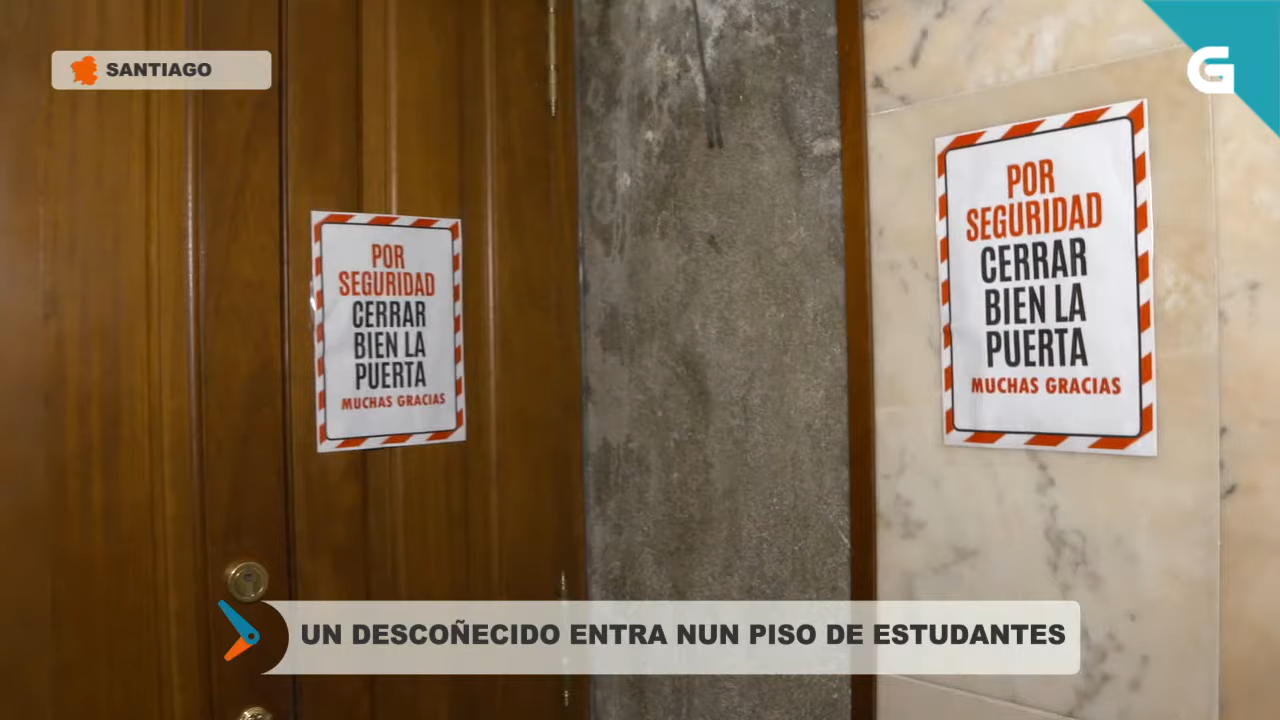 SANTIAGO
G
POR
SEGURIDAD
CERRAR
BIEN LA
PUERTA
MUCHAS GRACIAS
POR
SEGURIDAD
CERRAR
BIEN LA
PUERTA
MUCHAS GRACIAS
UN DESCOÑECIDO ENTRA NUN PISO DE ESTUDANTES